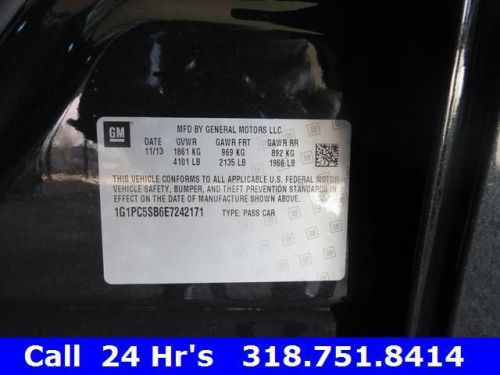 GM
MFD BY GENERAL MOTORS LLC
DATE GVWR GAWR FRT GAWR RR
11/13 1861 KG 969 KG 892 KG
4101 LB 2135 LB 1966 LB
THIS VEHICLE CONFORMS TO ALL APPLICABLE U.S. FEDERAL MOTOR
VEHICLE SAFETY, BUMPER, AND THEFT PREVENTION STANDARDS
IN EFFECT ON THE DATE OF MANUFACTURE SHOWN ABOVE.
1G1PC5SB6E7242171 TYPE: PASS CAR
Call 24 Hr's 318.751.8414